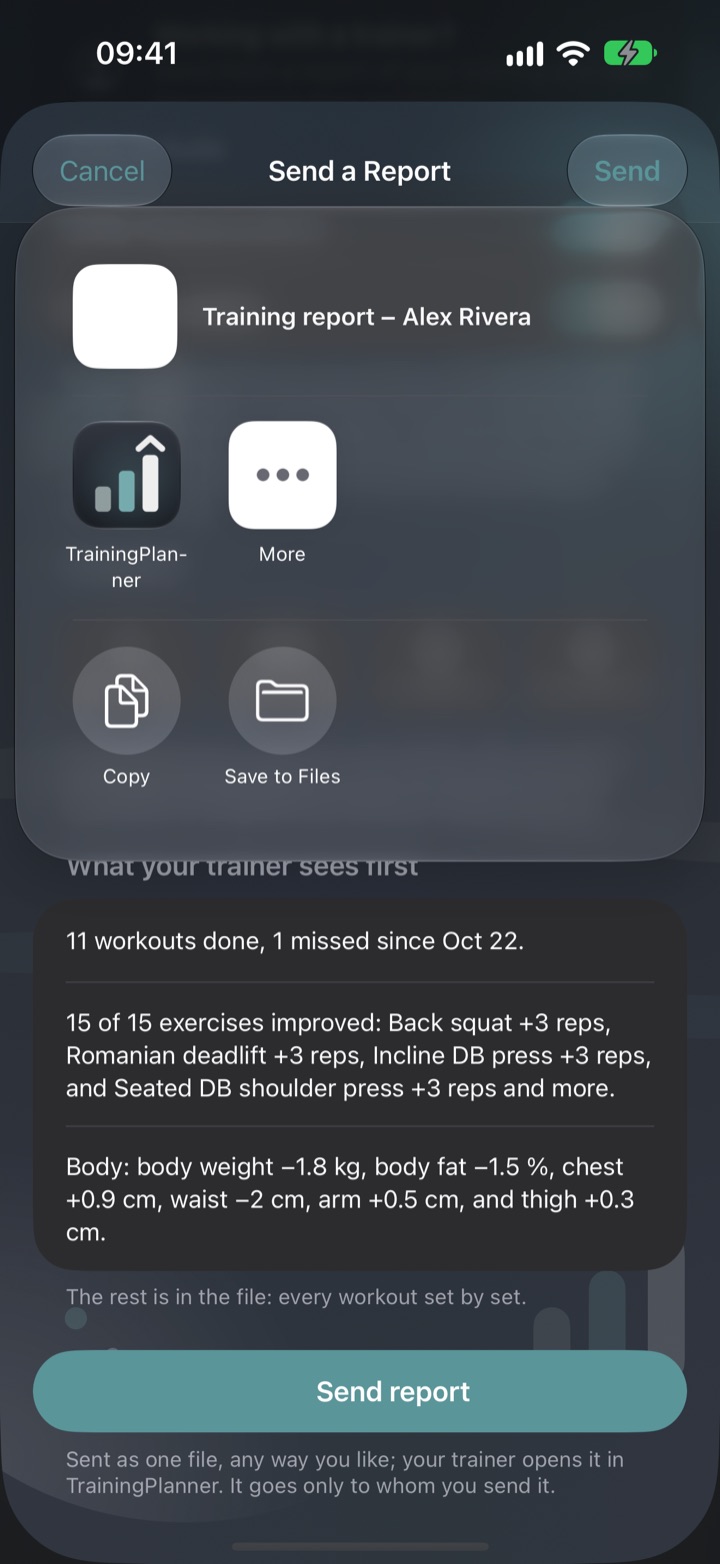 09:41
Cancel
Send a Report
Send
Training report – Alex Rivera
TrainingPlan-
ner
More
Copy
Save to Files
What your trainer sees first
11 workouts done, 1 missed since Oct 22.
15 of 15 exercises improved: Back squat +3 reps,
Romanian deadlift +3 reps, Incline DB press +3 reps,
and Seated DB shoulder press +3 reps and more.
Body: body weight −1.8 kg, body fat −1.5 %, chest
+0.9 cm, waist −2 cm, arm +0.5 cm, and thigh +0.3
cm.
The rest is in the file: every workout set by set.
Send report
Sent as one file, any way you like; your trainer opens it in
TrainingPlanner. It goes only to whom you send it.